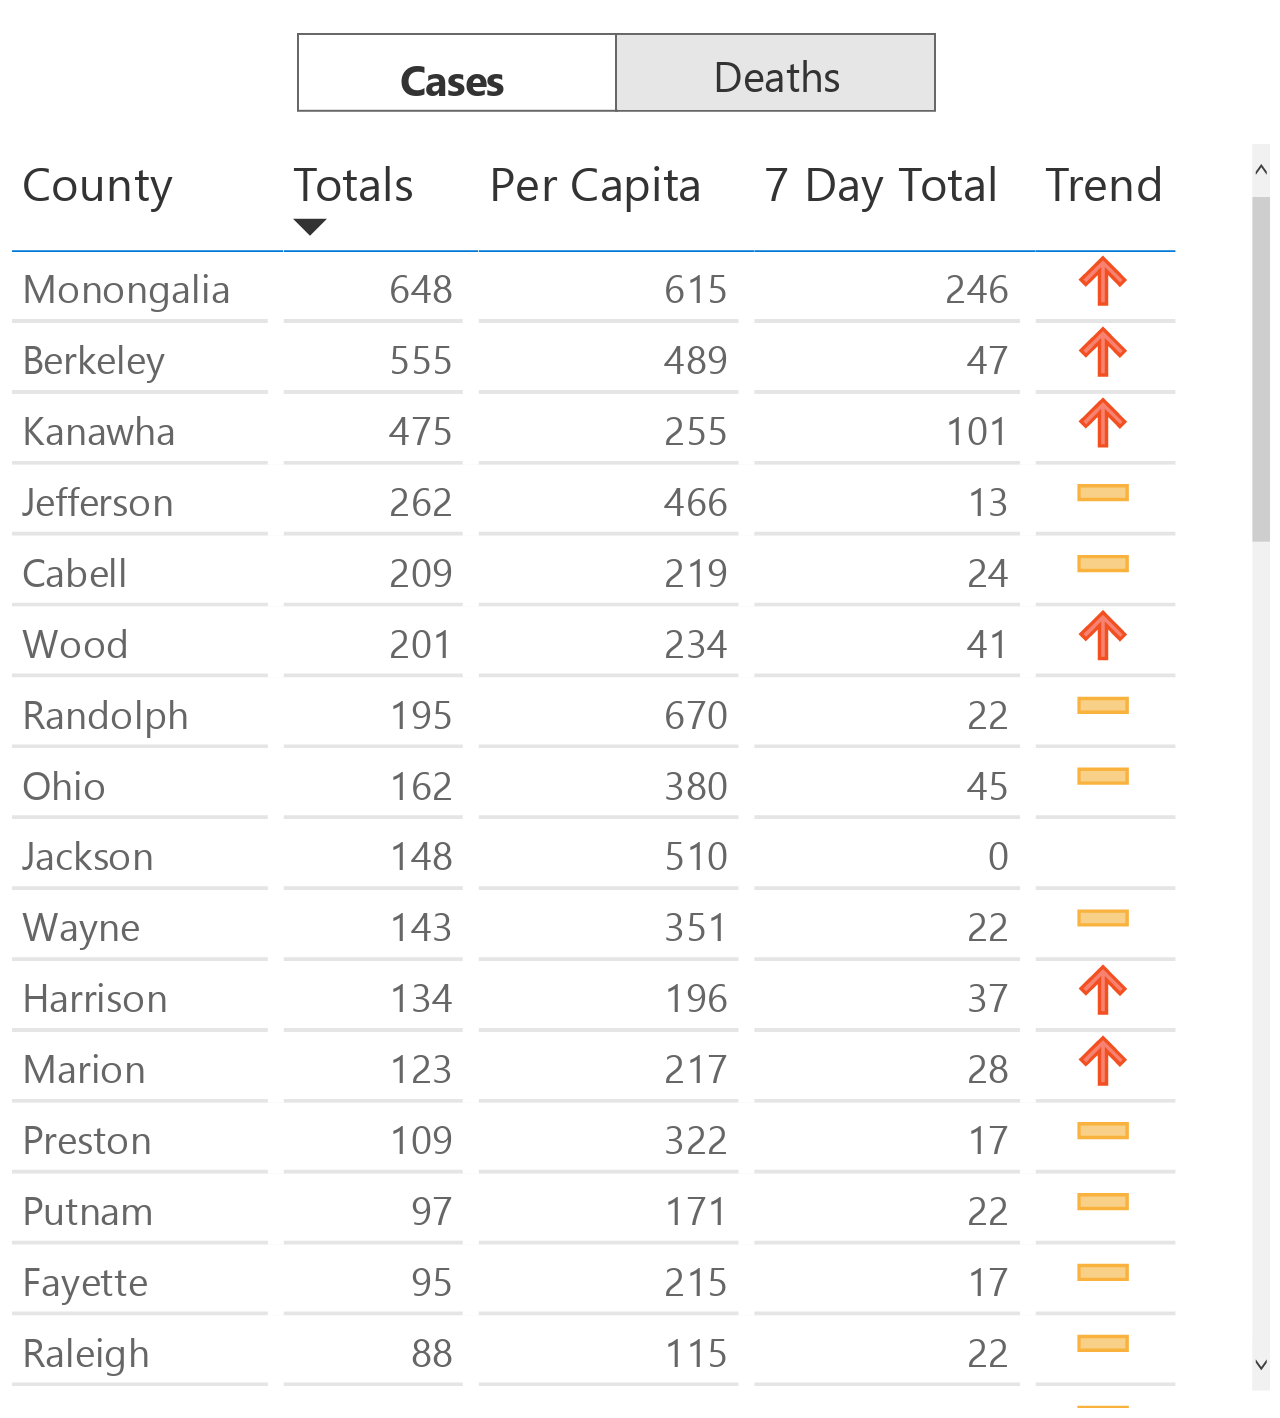 Cases Deaths
County Totals Per Capita 7 Day Total Trend
Monongalia 648 615 246
Berkeley 555 489 47
Kanawha 475 255 101
Jefferson 262 466 13
Cabell 209 219 24
Wood 201 234 41
Randolph 195 670 22
Ohio 162 380 45
Jackson 148 510 0
Wayne 143 351 22
Harrison 134 196 37
Marion 123 217 28
Preston 109 322 17
Putnam 97 171 22
Fayette 95 215 17
Raleigh 88 115 22